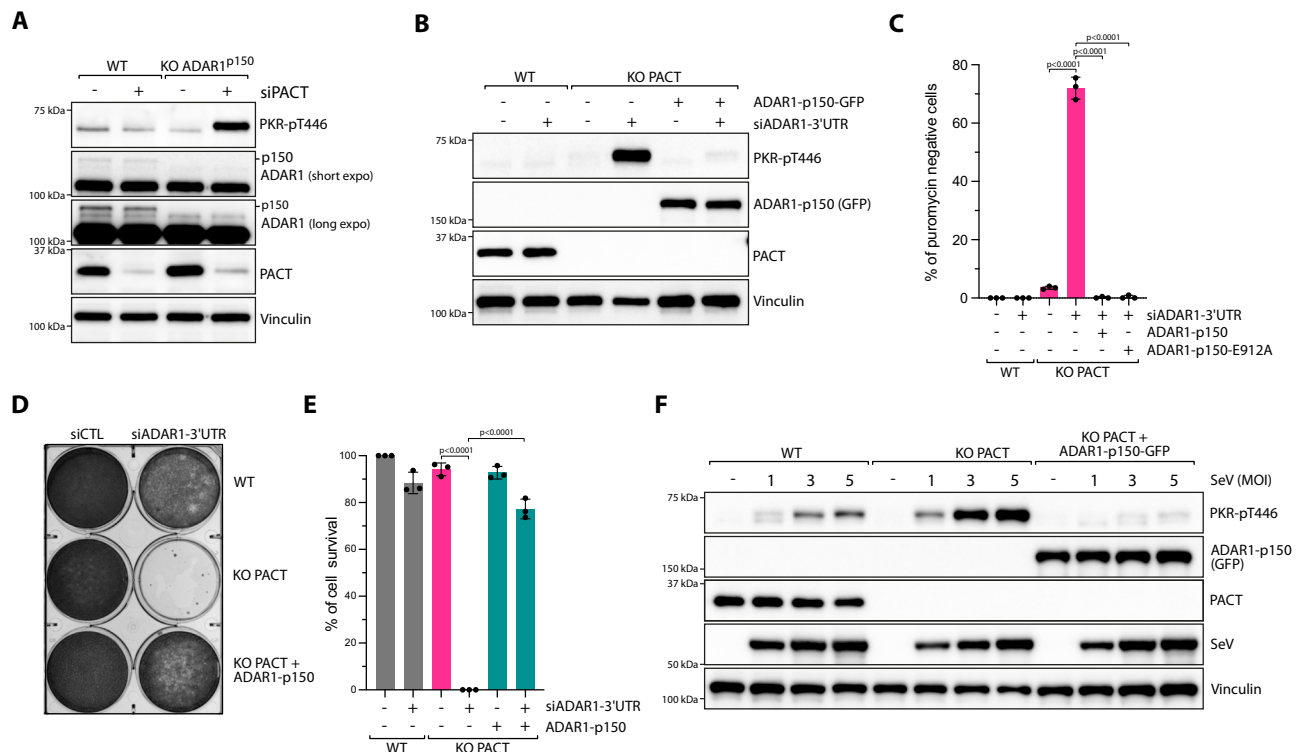 A
WT KO ADAR1p150
- + - + siPACT
75 kDa
PKR-pT446
p150
ADAR1 (short expo)
100 kDa
p150
ADAR1 (long expo)
100 kDa
37 kDa
PACT
Vinculin
100 kDa
B
WT KO PACT
- - - - + + ADAR1-p150-GFP
- + - + - + siADAR1-3'UTR
75 kDa
PKR-pT446
ADAR1-p150 (GFP)
150 kDa
37 kDa
PACT
Vinculin
100 kDa
C
p<0.0001
p<0.0001
p<0.0001
% of puromycin negative cells
80
60
40
20
0
- + - + + + siADAR1-3'UTR
- - - - + - ADAR1-p150
- - - - - + ADAR1-p150-E912A
WT KO PACT
D
siCTL siADAR1-3'UTR
WT
KO PACT
KO PACT +
ADAR1-p150
E
p<0.0001
p<0.0001
% of cell survival
100
80
60
40
20
0
- + - + - + siADAR1-3'UTR
- - - - + + ADAR1-p150
WT KO PACT
F
WT KO PACT KO PACT +
ADAR1-p150-GFP
- 1 3 5 - 1 3 5 - 1 3 5 SeV (MOI)
75 kDa
PKR-pT446
ADAR1-p150
(GFP)
150 kDa
37 kDa
PACT
SeV
50 kDa
Vinculin
100 kDa